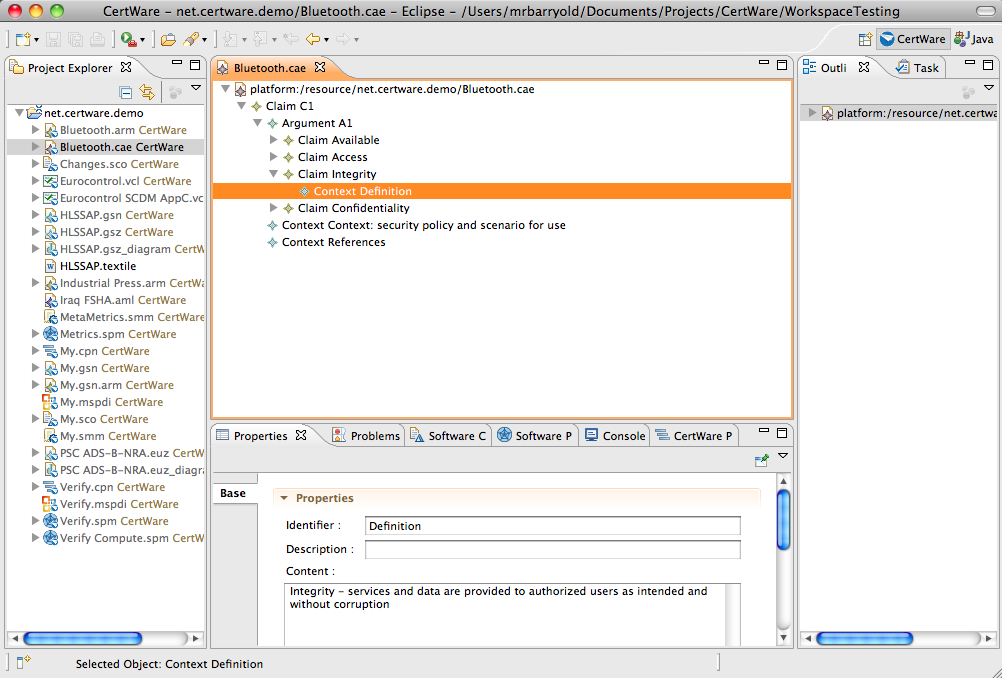 CertWare - net.certware.demo/Bluetooth.cae - Eclipse - /Users/mrbarryold/Documents/Projects/CertWare/WorkspaceTesting
CertWare
Java
Project Explorer
net.certware.demo
Bluetooth.arm CertWare
Bluetooth.cae CertWare
Changes.sco CertWare
Eurocontrol.vcl CertWare
Eurocontrol SCDM AppC.vc
HLSSAP.gsn CertWare
HLSSAP.gsz CertWare
HLSSAP.gsz_diagram CertW
HLSSAP.textile
Industrial Press.arm CertWa
Iraq FSHA.aml CertWare
MetaMetrics.smm CertWare
Metrics.spm CertWare
My.cpn CertWare
My.gsn CertWare
My.gsn.arm CertWare
My.mspdi CertWare
My.sco CertWare
My.smm CertWare
PSC ADS-B-NRA.euz CertWare
PSC ADS-B-NRA.euz_diagra
Verify.cpn CertWare
Verify.mspdi CertWare
Verify.spm CertWare
Verify Compute.spm CertW
Bluetooth.cae
platform:/resource/net.certware.demo/Bluetooth.cae
Claim C1
Argument A1
Claim Available
Claim Access
Claim Integrity
Context Definition
Claim Confidentiality
Context Context: security policy and scenario for use
Context References
Outli
Task
platform:/resource/net.certwa
Properties
Problems
Software C
Software P
Console
CertWare P
Base
Properties
Identifier :
Definition
Description :
Content :
Integrity - services and data are provided to authorized users as intended and
without corruption
Selected Object: Context Definition